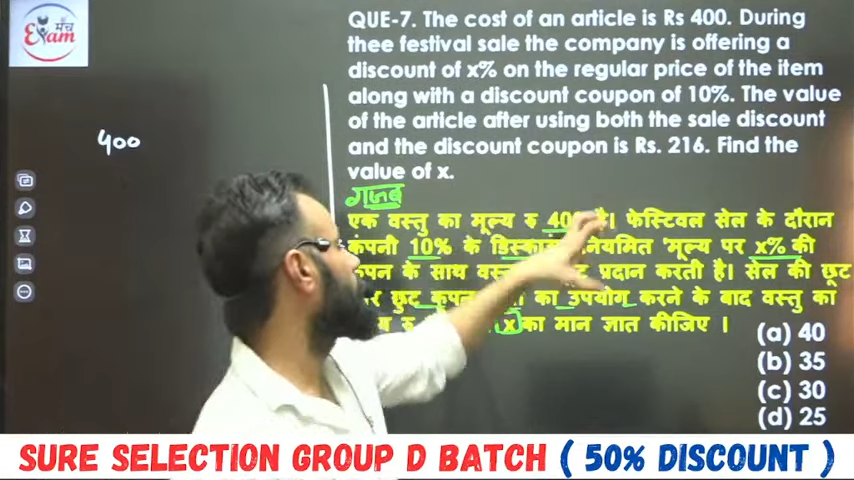 मंच
Exam
QUE-7. The cost of an article is Rs 400. During
thee festival sale the company is offering a
discount of x% on the regular price of the item
along with a discount coupon of 10%. The value
of the article after using both the sale discount
and the discount coupon is Rs. 216. Find the
value of x.
400
गजब
एक वस्तु का मूल्य रु 400 है। फेस्टिवल सेल के दौरान
कंपनी 10% के नियमित मूल्य पर x% की
कूपन के साथ प्रदान करती है। सेल की छूट
छूट कूपन का उपयोग करने के बाद वस्तु का
x का मान ज्ञात कीजिए ।
(a) 40
(b) 35
(c) 30
(d) 25
SURE SELECTION GROUP D BATCH ( 50% DISCOUNT )